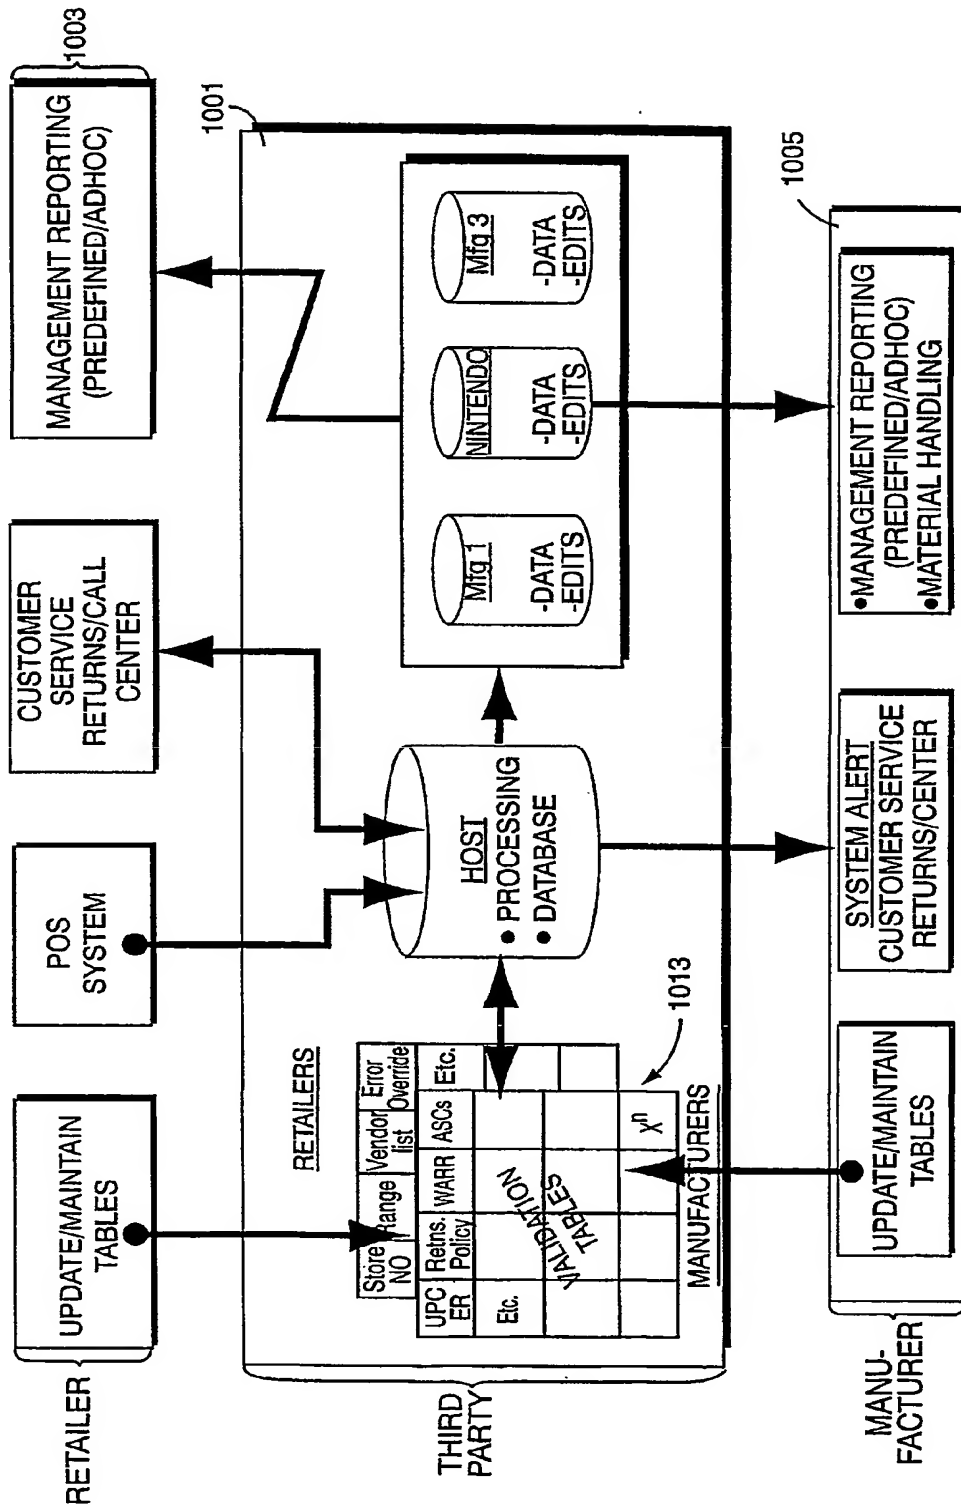 RETAILER
UPDATE/MAINTAIN
TABLES
POS
SYSTEM
CUSTOMER
SERVICE
RETURNS/CALL
CENTER
MANAGEMENT REPORTING
(PREDEFINED/ADHOC)
1003
THIRD
PARTY
1001
RETAILERS
Store
NO
Range
Vendor
list
Error
Override
UPC
ER
Retns.
Policy
WARR
ASCs
Etc.
Etc.
VALIDATION
TABLES
Xⁿ
MANUFACTURERS
1013
HOST
• PROCESSING
• DATABASE
Mfg 1
-DATA
-EDITS
NINTENDO
-DATA
-EDITS
Mfg 3
-DATA
-EDITS
MANU-
FACTURER
UPDATE/MAINTAIN
TABLES
SYSTEM ALERT
CUSTOMER SERVICE
RETURNS/CENTER
•MANAGEMENT REPORTING
(PREDEFINED/ADHOC)
•MATERIAL HANDLING
1005